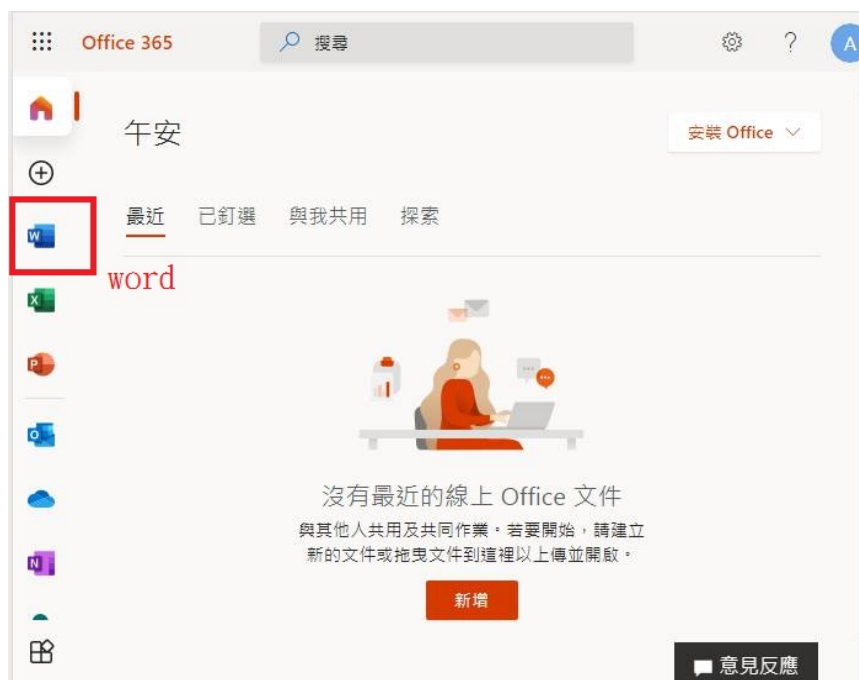 Office 365
搜尋
?
A
午安
安裝 Office
最近 已釘選 與我共用 探索
W
word
X
P
O
沒有最近的線上 Office 文件
與其他人共用及共同作業。若要開始，請建立
新的文件或拖曳文件到這裡以上傳並開啟。
N
新增
意見反應